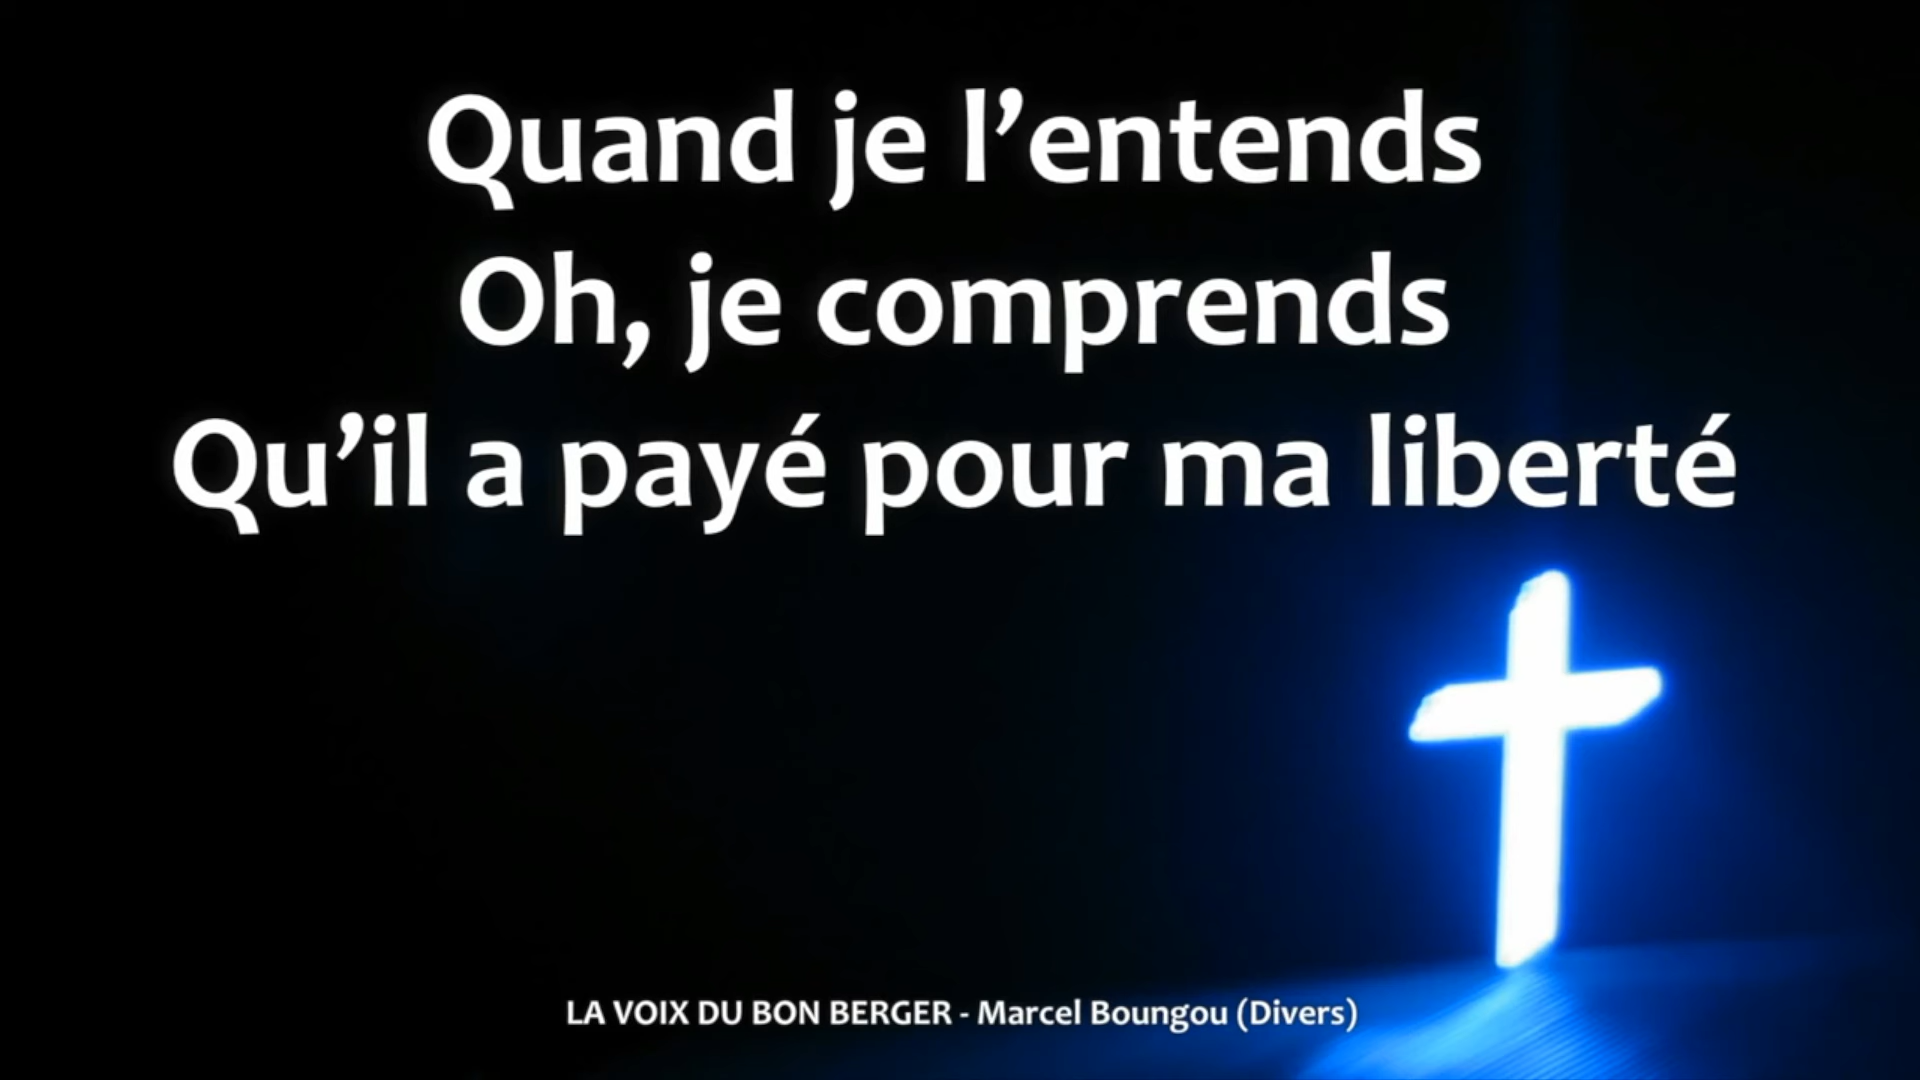 Quand je l’entends
Oh, je comprends
Qu’il a payé pour ma liberté
LA VOIX DU BON BERGER - Marcel Boungou (Divers)